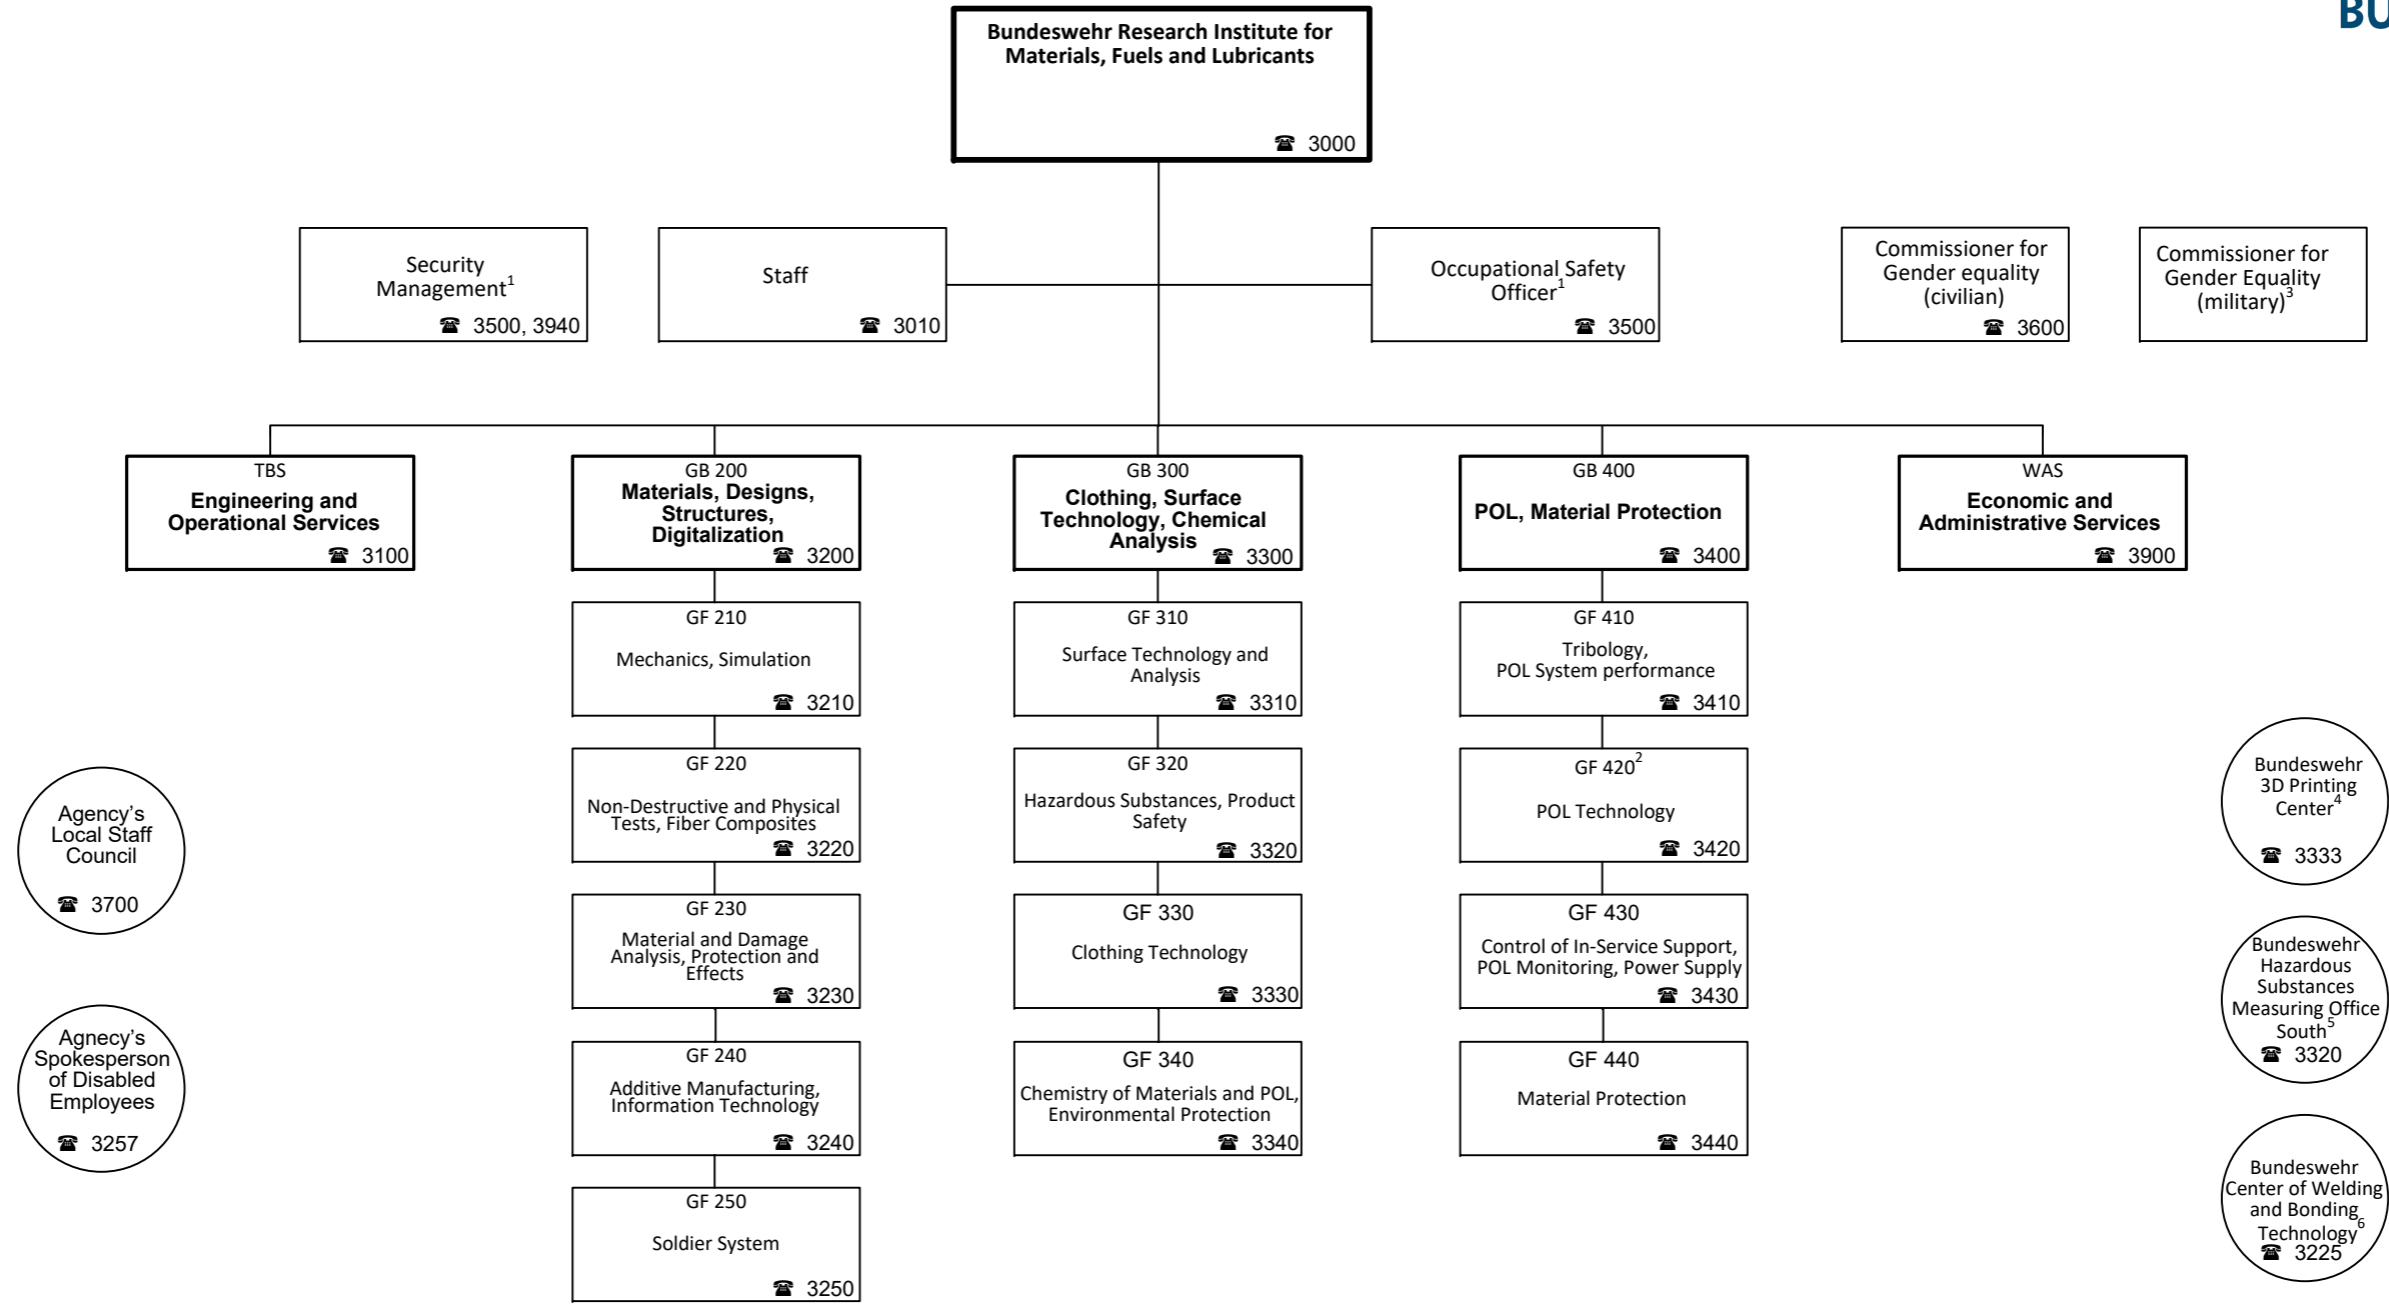 BU
Bundeswehr Research Institute for
Materials, Fuels and Lubricants
☎ 3000
Security
Management¹
☎ 3500, 3940
Staff
☎ 3010
Occupational Safety
Officer¹
☎ 3500
Commissioner for
Gender equality
(civilian)
☎ 3600
Commissioner for
Gender Equality
(military)³
TBS
Engineering and
Operational Services
☎ 3100
GB 200
Materials, Designs,
Structures,
Digitalization
☎ 3200
GB 300
Clothing, Surface
Technology, Chemical
Analysis
☎ 3300
GB 400
POL, Material Protection
☎ 3400
WAS
Economic and
Administrative Services
☎ 3900
GF 210
Mechanics, Simulation
☎ 3210
GF 310
Surface Technology and
Analysis
☎ 3310
GF 410
Tribology,
POL System performance
☎ 3410
GF 220
Non-Destructive and Physical
Tests, Fiber Composites
☎ 3220
GF 320
Hazardous Substances, Product
Safety
☎ 3320
GF 420²
POL Technology
☎ 3420
GF 230
Material and Damage
Analysis, Protection and
Effects
☎ 3230
GF 330
Clothing Technology
☎ 3330
GF 430
Control of In-Service Support,
POL Monitoring, Power Supply
☎ 3430
GF 240
Additive Manufacturing,
Information Technology
☎ 3240
GF 340
Chemistry of Materials and POL,
Environmental Protection
☎ 3340
GF 440
Material Protection
☎ 3440
GF 250
Soldier System
☎ 3250
Agency’s
Local Staff
Council
☎ 3700
Agnecy’s
Spokesperson
of Disabled
Employees
☎ 3257
Bundeswehr
3D Printing
Center⁴
☎ 3333
Bundeswehr
Hazardous
Substances
Measuring Office
South⁵
☎ 3320
Bundeswehr
Center of Welding
and Bonding
Technology⁶
☎ 3225